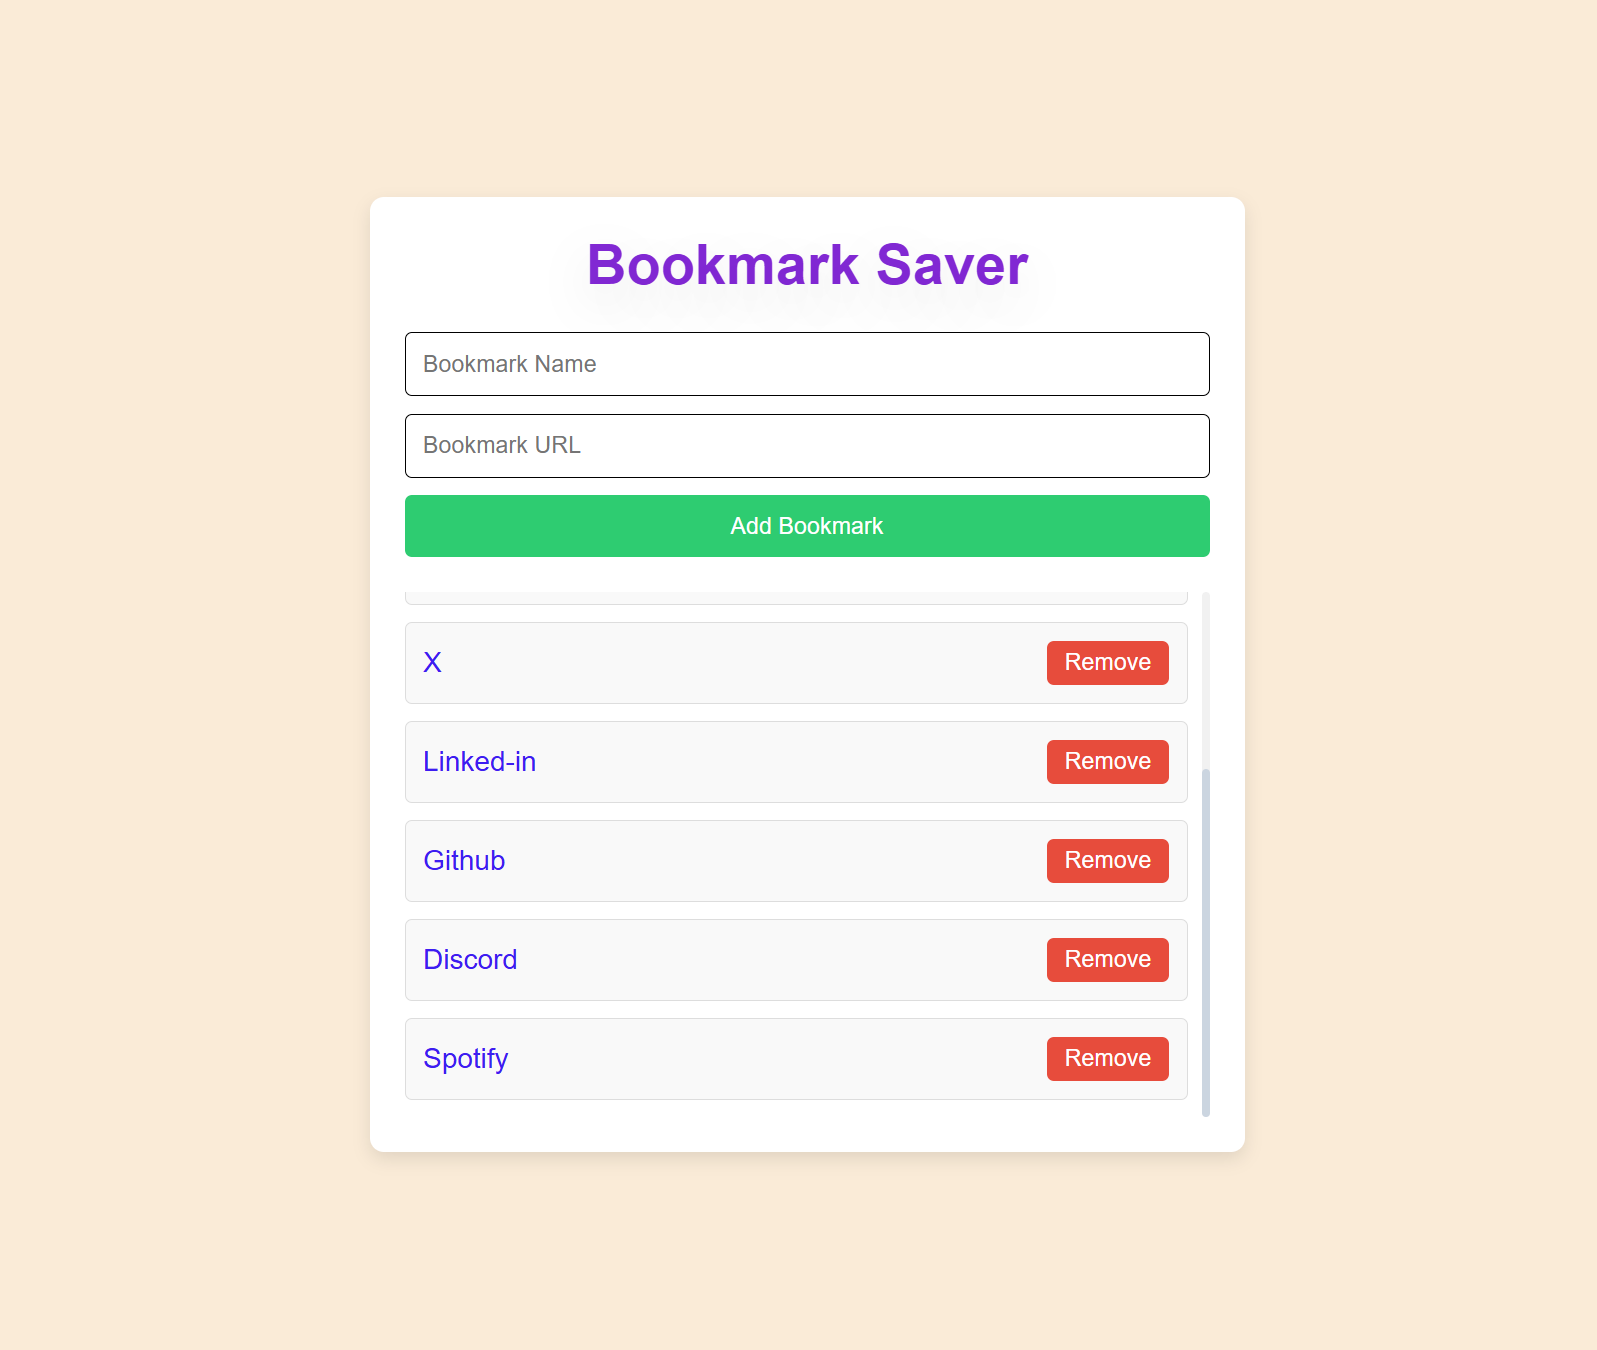 Bookmark Saver
Bookmark Name
Bookmark URL
Add Bookmark
X Remove
Linked-in Remove
Github Remove
Discord Remove
Spotify Remove